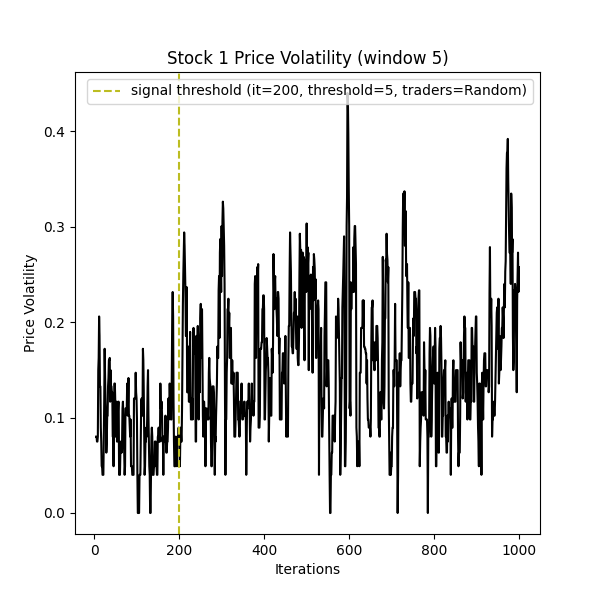 Stock 1 Price Volatility (window 5)
signal threshold (it=200, threshold=5, traders=Random)
0.4
0.3
0.2
0.1
0.0
Price Volatility
0 200 400 600 800 1000
Iterations